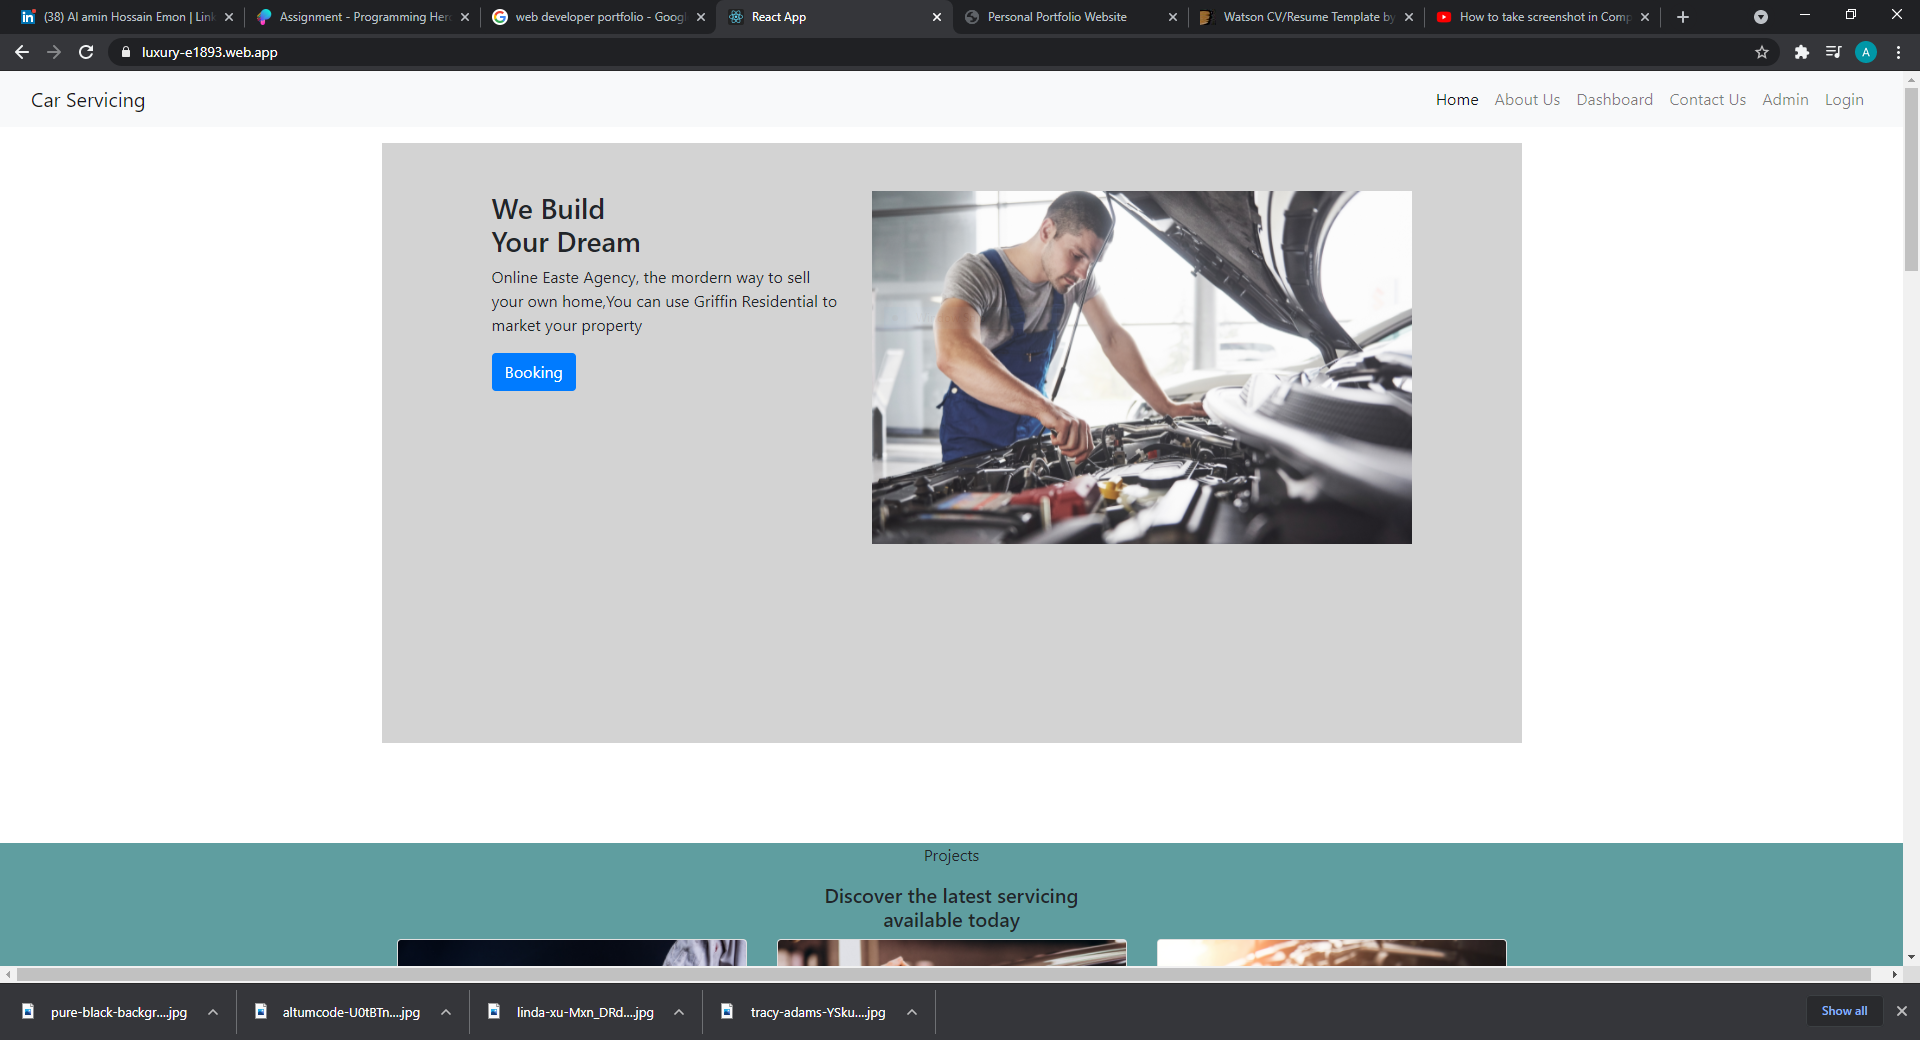 (38) Al amin Hossain Emon | Link
Assignment - Programming Hero
web developer portfolio - Google
React App
Personal Portfolio Website
Watson CV/Resume Template by
How to take screenshot in Comp
luxury-e1893.web.app
A
Car Servicing
Home
About Us
Dashboard
Contact Us
Admin
Login
We Build
Your Dream
Online Easte Agency, the mordern way to sell
your own home,You can use Griffin Residential to
market your property
Booking
Projects
Discover the latest servicing
available today
pure-black-backgr....jpg
altumcode-U0tBTn....jpg
linda-xu-Mxn_DRd....jpg
tracy-adams-YSku....jpg
Show all